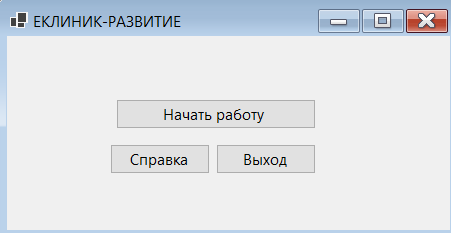 ЕКЛИНИК-РАЗВИТИЕ
Начать работу
Справка Выход